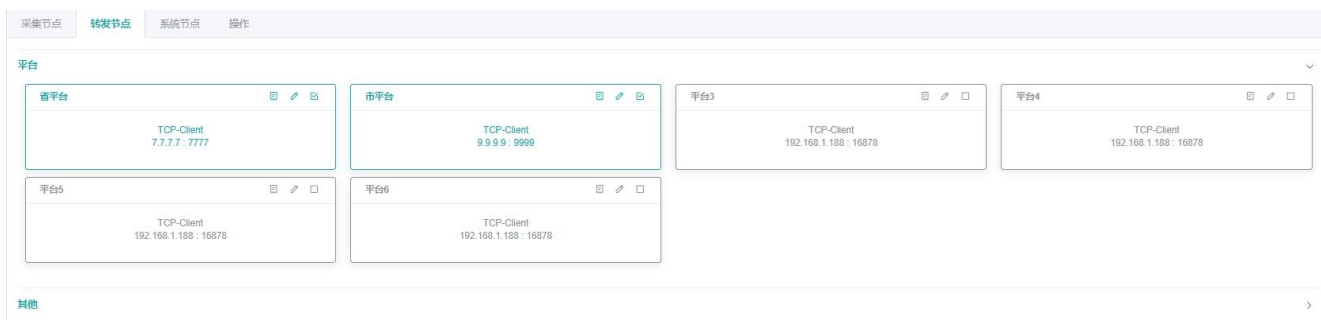 采集节点 转发节点 系统节点 操作
平台
省平台 市平台 平台3 平台4
TCP-Client TCP-Client TCP-Client TCP-Client
7.7.7.7 : 7777 9.9.9.9 : 9999 192.168.1.188 : 16878 192.168.1.188 : 16878
平台5 平台6
TCP-Client TCP-Client
192.168.1.188 : 16878 192.168.1.188 : 16878
其他